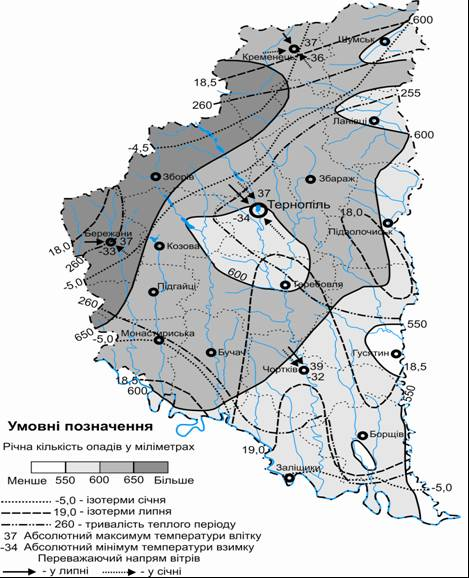 600
37
Шумськ
Кременець
-36
18,5
255
260
Ланівці
600
-4,5
Зборів
Збараж
37
Тернопіль
-34
18,0
Підволочиськ
Бережани
37
-33
18,0
260
Козова
-5,0
600
Теребовля
Підгайці
260
550
650
-5,0
Монастириська
Бучач
Гусятин
39
Чортків
-32
18,5
18,5
600
550
Умовні позначення
Борщів
19,0
Річна кількість опадів у міліметрах
Заліщики
Менше 550 600 650 Більше
-5,0
-5,0 - ізотерми січня
19,0 - ізотерми липня
260 - тривалість теплого періоду
37 Абсолютний максимум температури влітку
-34 Абсолютний мінімум температури взимку
Переважаючий напрям вітрів
- у липні - у січні